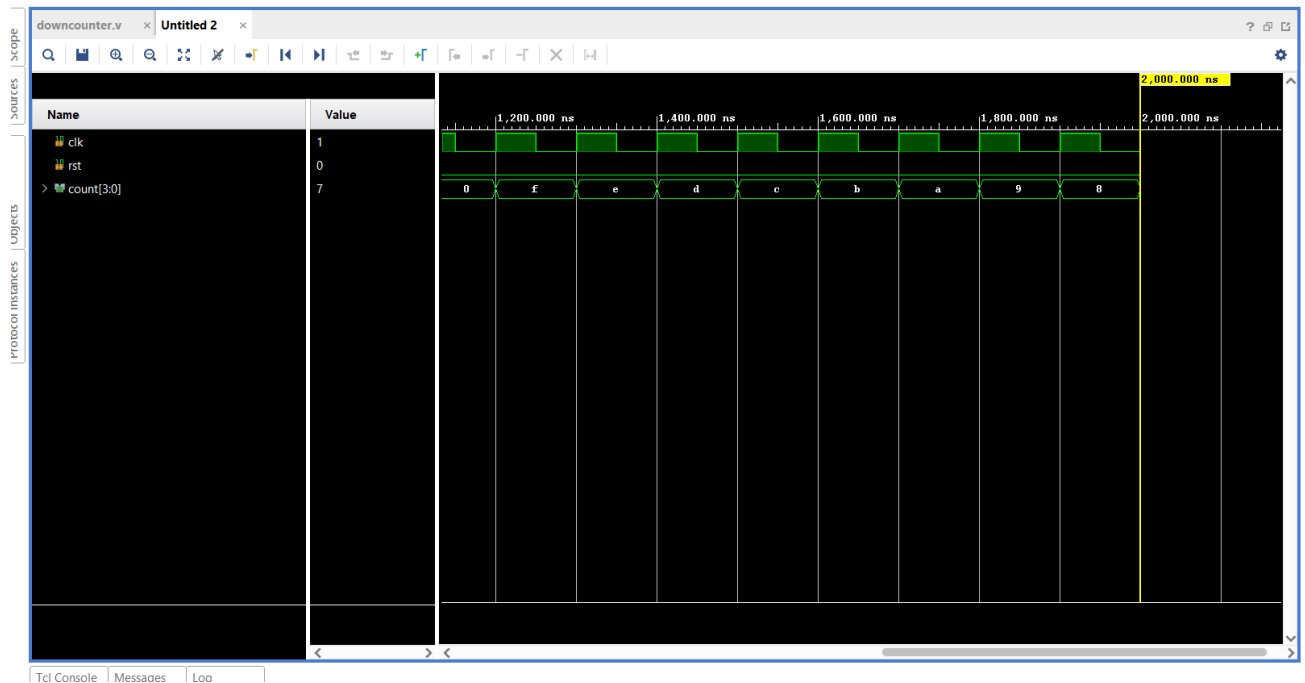 downcounter.v × Untitled 2 ×
?
Scope
Sources
Objects
Protocol Instances
2,000.000 ns
Name Value
1,200.000 ns 1,400.000 ns 1,600.000 ns 1,800.000 ns 2,000.000 ns
clk 1
rst 0
count[3:0] 7 0 f e d c b a 9 8
Tcl Console Messages Log